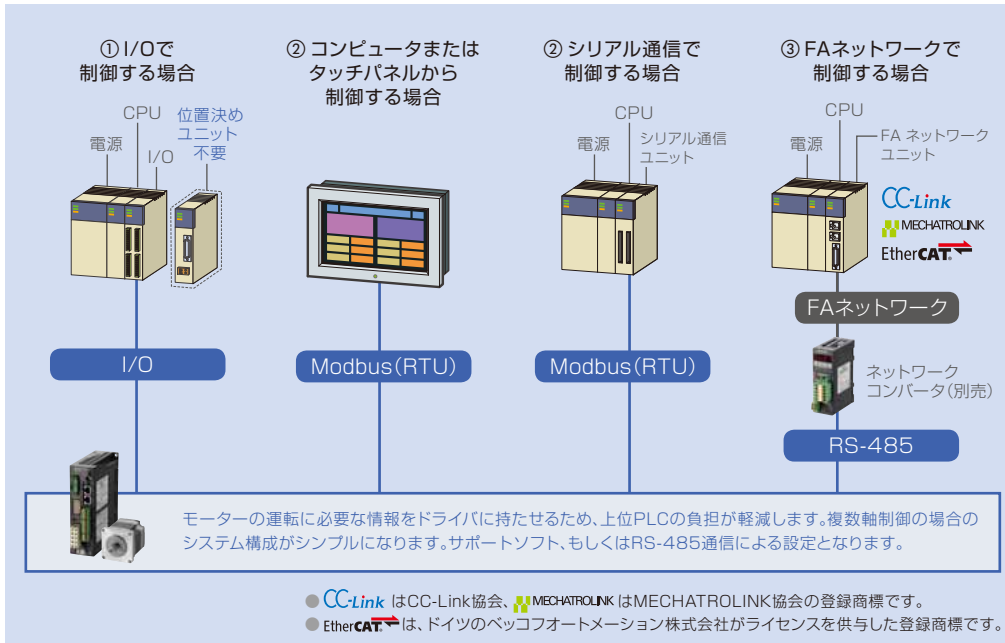 ① I/Oで
制御する場合
② コンピュータまたは
タッチパネルから
制御する場合
② シリアル通信で
制御する場合
③ FAネットワークで
制御する場合
CPU
電源
I/O
位置決め
ユニット
不要
CPU
電源
シリアル通信
ユニット
CPU
電源
FA ネットワーク
ユニット
CC-Link
MECHATROLINK
EtherCAT®
FAネットワーク
I/O
Modbus(RTU)
Modbus(RTU)
ネットワーク
コンバータ(別売)
RS-485
モーターの運転に必要な情報をドライバに持たせるため、上位PLCの負担が軽減します。複数軸制御の場合の
システム構成がシンプルになります。サポートソフト、もしくはRS-485通信による設定となります。
● CC-Link はCC-Link協会、 MECHATROLINK はMECHATROLINK協会の登録商標です。
● EtherCAT® は、ドイツのベッコフオートメーション株式会社がライセンスを供与した登録商標です。